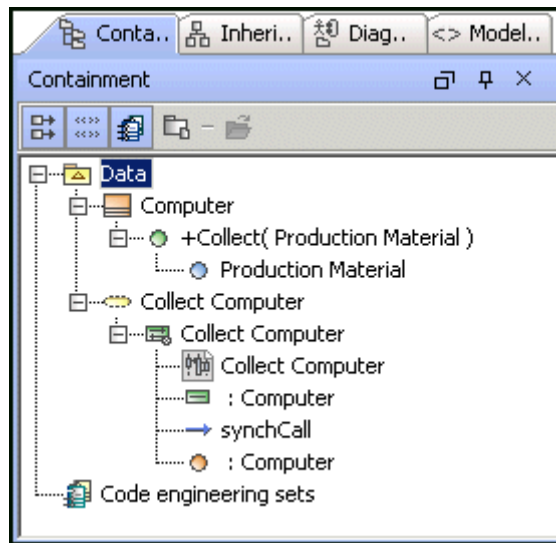 Conta.. Inheri.. Diag.. <> Model..
Containment
Data
Computer
+Collect( Production Material )
Production Material
Collect Computer
Collect Computer
Collect Computer
: Computer
synchCall
: Computer
Code engineering sets